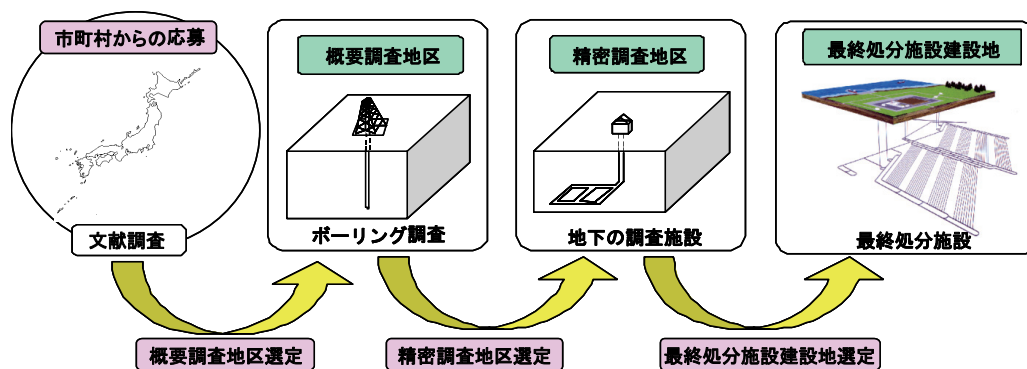 市町村からの応募
文献調査
概要調査地区
ボーリング調査
精密調査地区
地下の調査施設
最終処分施設建設地
最終処分施設
概要調査地区選定
精密調査地区選定
最終処分施設建設地選定